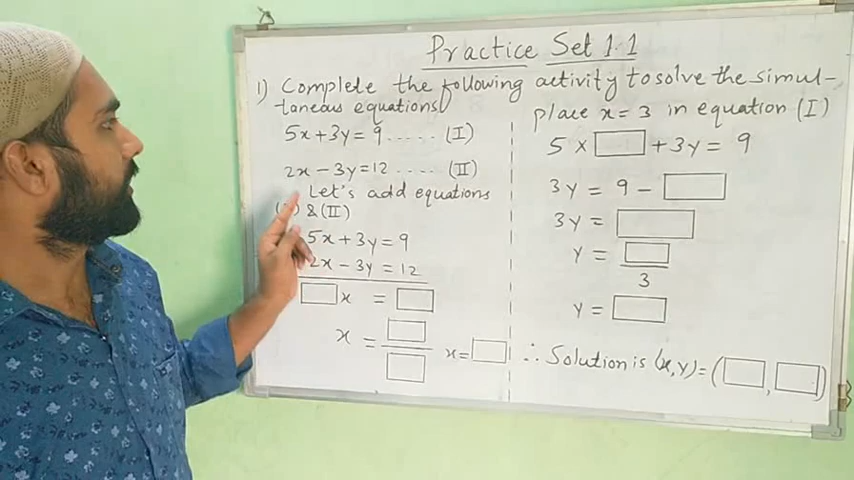 Practice Set 1.1
1) Complete the following activity to solve the simul-
taneous equations
5x + 3y = 9 ..... (I)
2x - 3y = 12 .... (II)
Let's add equations
& (II)
5x + 3y = 9
2x - 3y = 12
x =
x =
x =
place x = 3 in equation (I)
5 × + 3y = 9
3y = 9 -
3y =
y =
3
y =
∴ Solution is (x, y) = ( , )